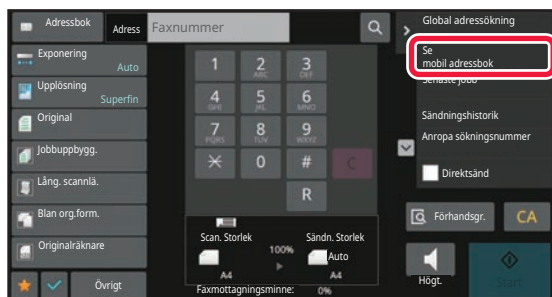 Adressbok
Adress
Faxnummer
Exponering
Auto
Upplösning
Superfin
Original
Jobbuppbygg.
Lång. scannlä.
Blan org.form.
Originalräknare
Övrigt
1
2
ABC
3
DEF
4
GHI
5
JKL
6
MNO
7
PQRS
8
TUV
9
WXYZ
0
#
C
R
Scan. Storlek
100%
Sändn. Storlek
Auto
A4
A4
Faxmottagningsminne: 0%
Global adressökning
Se
mobil adressbok
Senaste jobb
Sändningshistorik
Anropa sökningsnummer
Direktsänd
Förhandsgr.
CA
Högt.
Start